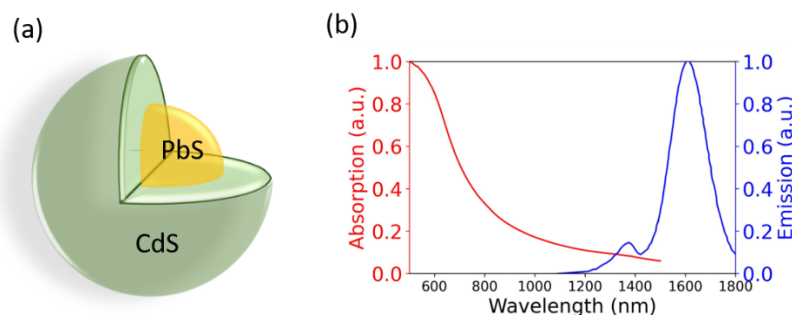 (a)
PbS
CdS
(b)
Absorption (a.u.)
1.0
0.8
0.6
0.4
0.2
0.0
600 800 1000 1200 1400 1600 1800
Wavelength (nm)
1.0
0.8
0.6
0.4
0.2
0.0
Emission (a.u.)